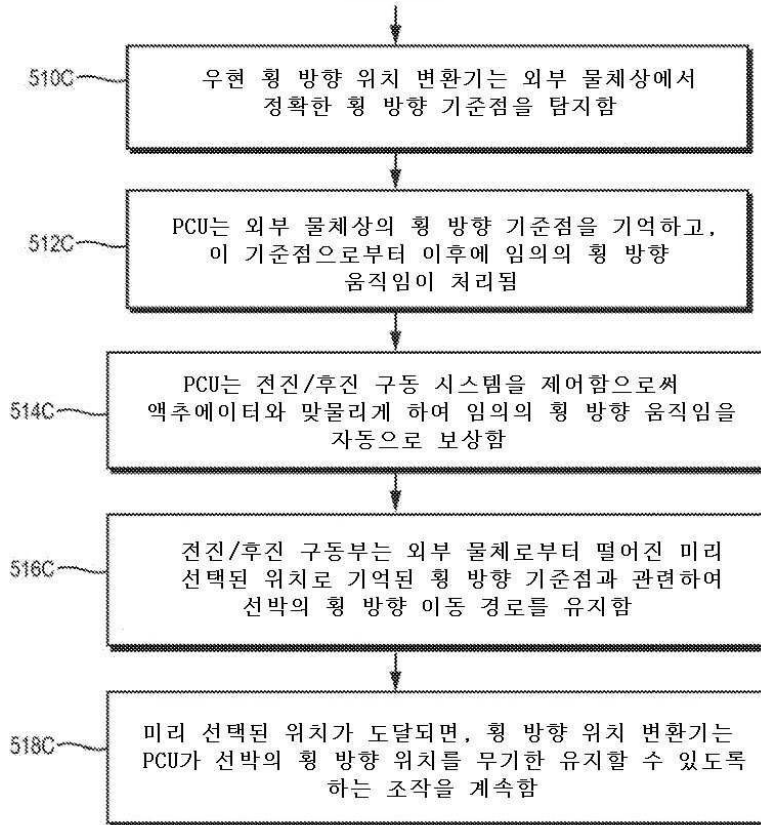 510C
우현 횡 방향 위치 변환기는 외부 물체상에서
정확한 횡 방향 기준점을 탐지함
512C
PCU는 외부 물체상의 횡 방향 기준점을 기억하고,
이 기준점으로부터 이후에 임의의 횡 방향
움직임이 처리됨
514C
PCU는 전진/후진 구동 시스템을 제어함으로써
액추에이터와 맞물리게 하여 임의의 횡 방향 움직임을
자동으로 보상함
516C
전진/후진 구동부는 외부 물체로부터 떨어진 미리
선택된 위치로 기억된 횡 방향 기준점과 관련하여
선박의 횡 방향 이동 경로를 유지함
518C
미리 선택된 위치가 도달되면, 횡 방향 위치 변환기는
PCU가 선박의 횡 방향 위치를 무기한 유지할 수 있도록
하는 조작을 계속함